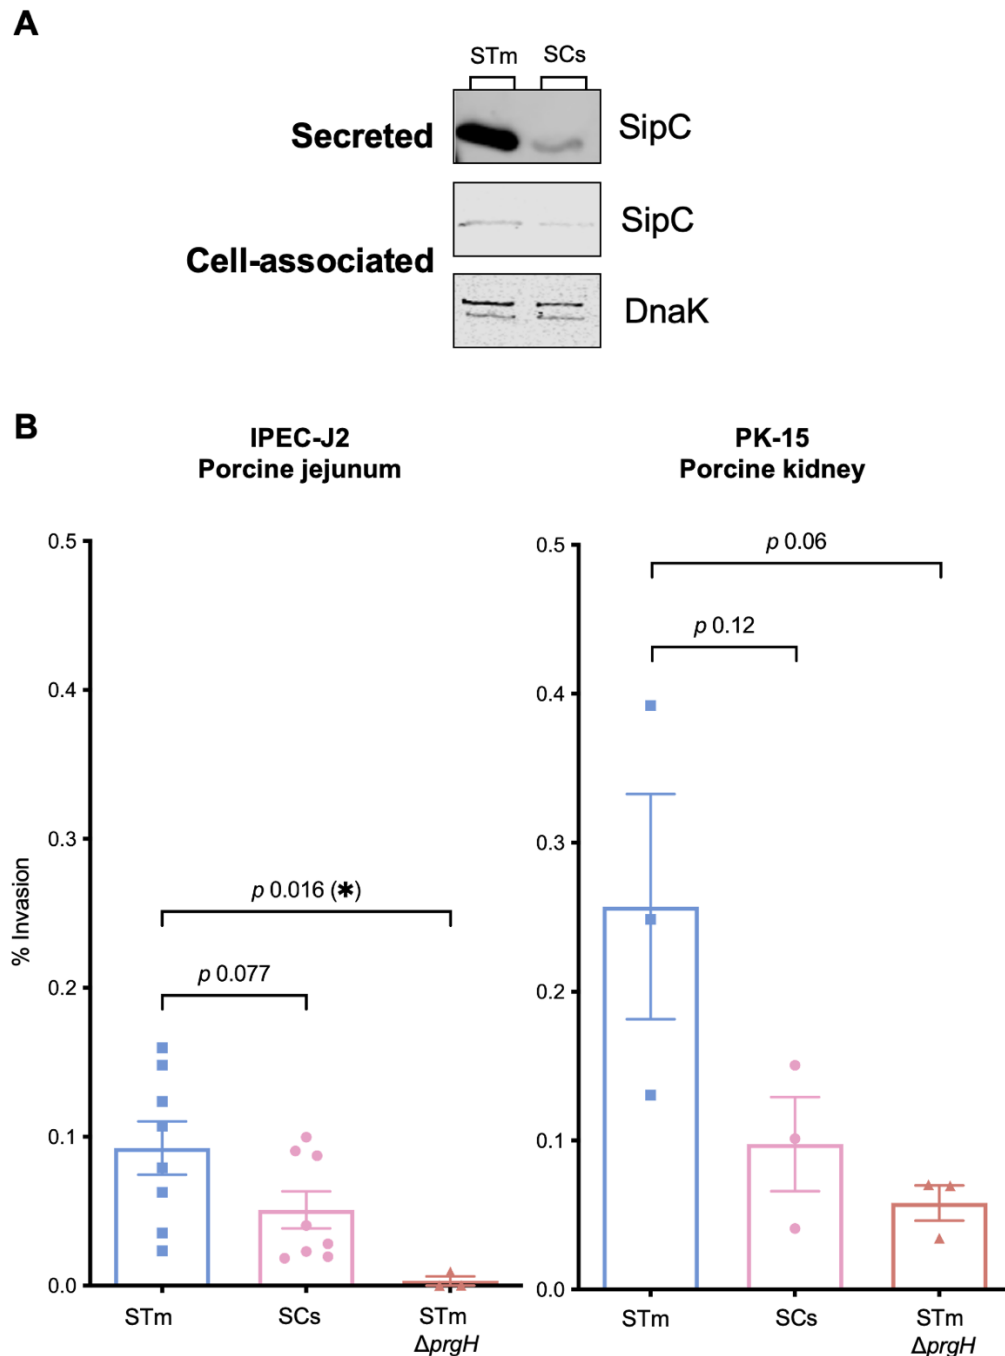 A
STm SCs
Secreted SipC
SipC
Cell-associated
DnaK
B
IPEC-J2
Porcine jejunum
PK-15
Porcine kidney
% Invasion
0.5
0.4
0.3
0.2
0.1
0.0
p 0.016 (✱)
p 0.077
STm SCs STm
ΔprgH
0.5
0.4
0.3
0.2
0.1
0.0
p 0.06
p 0.12
STm SCs STm
ΔprgH